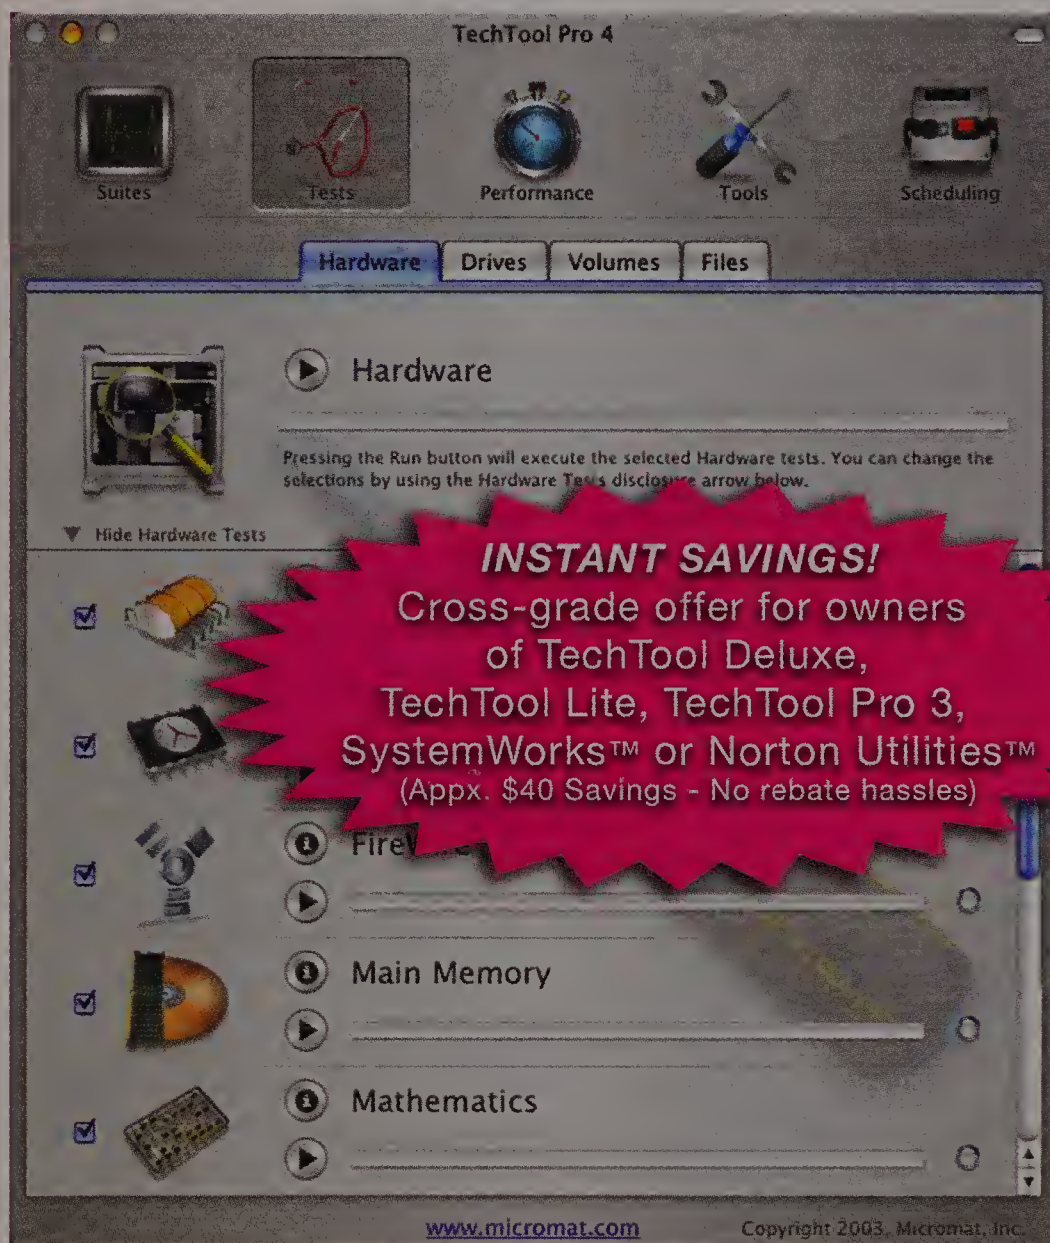 TechTool Pro 4
Suites
Tests
Performance
Tools
Scheduling
Hardware
Drives
Volumes
Files
Hardware
Pressing the Run button will execute the selected Hardware tests. You can change the
selections by using the Hardware Tests disclosure arrow below.
Hide Hardware Tests
INSTANT SAVINGS!
Cross-grade offer for owners
of TechTool Deluxe,
TechTool Lite, TechTool Pro 3,
SystemWorks™ or Norton Utilities™
(Appx. $40 Savings - No rebate hassles)
Main Memory
Mathematics
www.micromat.com
Copyright 2003, Micromat, Inc.